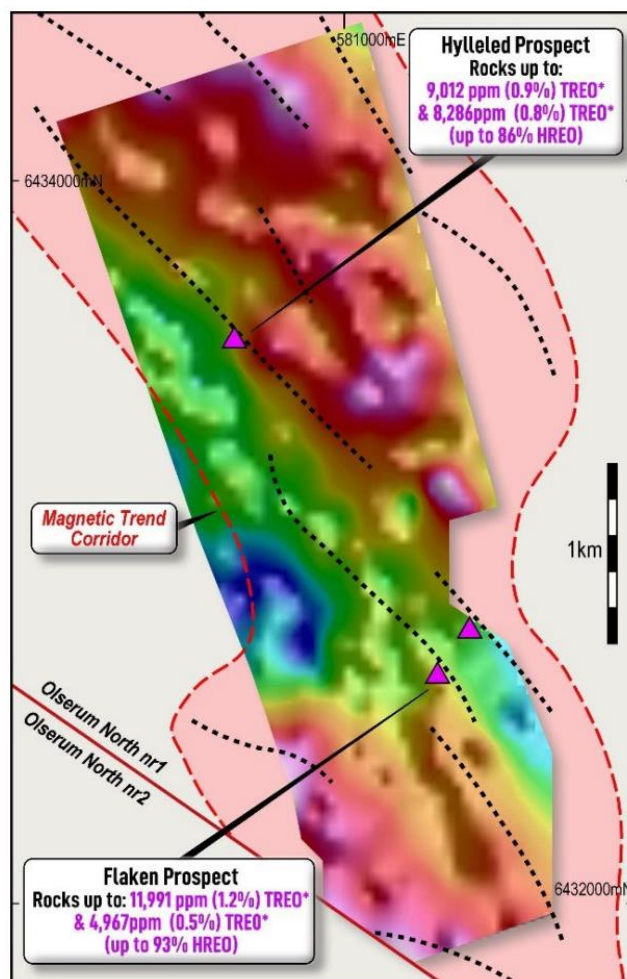 581000mE
Hylleled Prospect
Rocks up to:
9,012 ppm (0.9%) TREO*
& 8,286ppm (0.8%) TREO*
(up to 86% HREO)
6434000mN
Magnetic Trend
Corridor
1km
Olserum North nr1
Olserum North nr2
Flaken Prospect
Rocks up to: 11,991 ppm (1.2%) TREO*
& 4,967ppm (0.5%) TREO*
(up to 93% HREO)
6432000mN